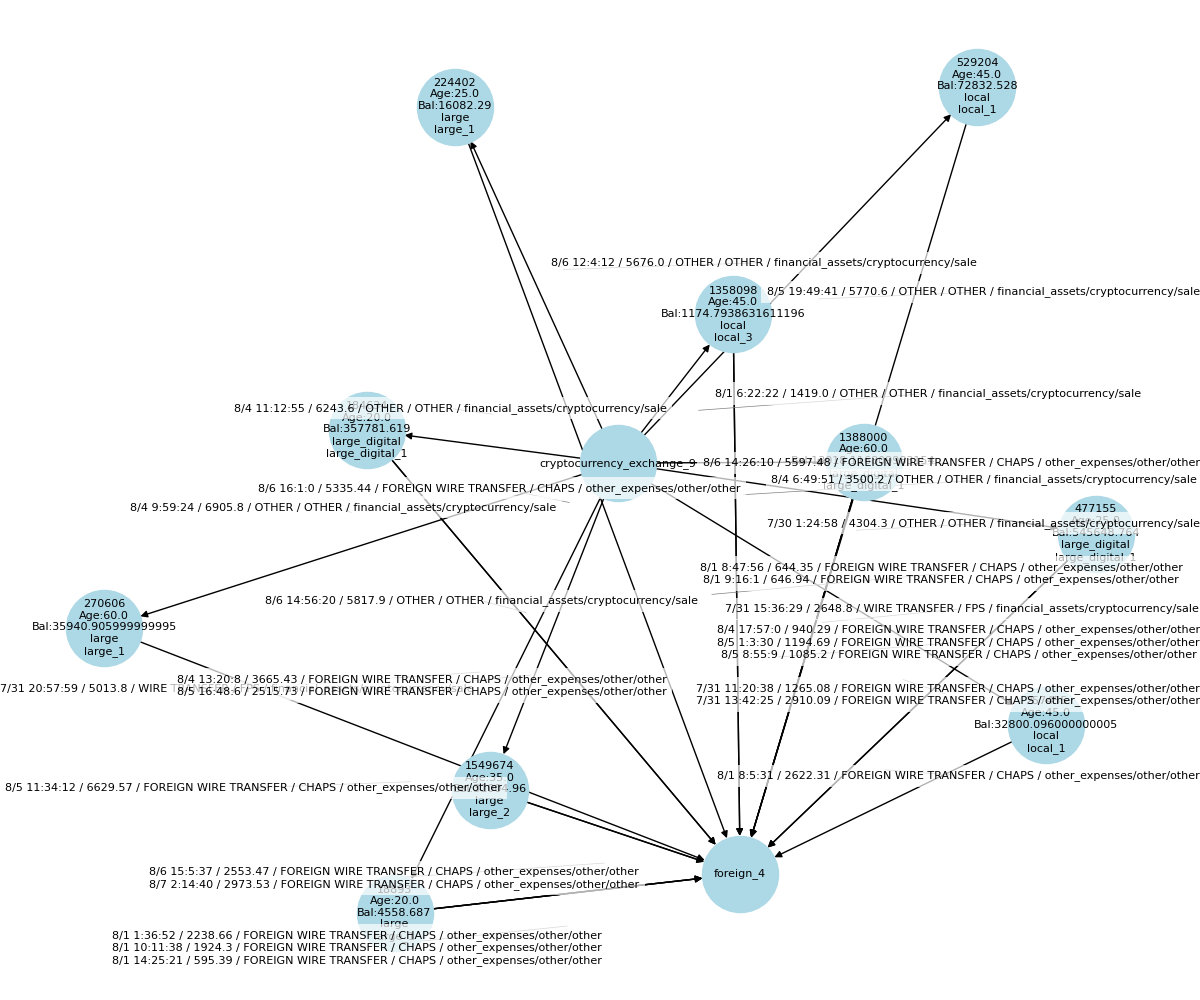 529204
Age:45.0
Bal:72832.528
local
local_1
224402
Age:25.0
Bal:16082.29
large
large_1
8/6 12:4:12 / 5676.0 / OTHER / OTHER / financial_assets/cryptocurrency/sale
1358098
Age:45.0
Bal:1174.7938631611196
local
local_3
8/5 19:49:41 / 5770.6 / OTHER / OTHER / financial_assets/cryptocurrency/sale
8/1 6:22:22 / 1419.0 / OTHER / OTHER / financial_assets/cryptocurrency/sale
8/4 11:12:55 / 6243.6 / OTHER / OTHER / financial_assets/cryptocurrency/sale
Age:20.0
Bal:357781.619
large_digital
large_digital_1
1388000
Age:60.0
large_digital_1
cryptocurrency_exchange_9
8/6 14:26:10 / 5597.48 / FOREIGN WIRE TRANSFER / CHAPS / other_expenses/other/other
8/4 6:49:51 / 3500.2 / OTHER / OTHER / financial_assets/cryptocurrency/sale
8/6 16:1:0 / 5335.44 / FOREIGN WIRE TRANSFER / CHAPS / other_expenses/other/other
8/4 9:59:24 / 6905.8 / OTHER / OTHER / financial_assets/cryptocurrency/sale
477155
7/30 1:24:58 / 4304.3 / OTHER / OTHER / financial_assets/cryptocurrency/sale
large_digital
large_digital_1
8/1 8:47:56 / 644.35 / FOREIGN WIRE TRANSFER / CHAPS / other_expenses/other/other
8/1 9:16:1 / 646.94 / FOREIGN WIRE TRANSFER / CHAPS / other_expenses/other/other
8/6 14:56:20 / 5817.9 / OTHER / OTHER / financial_assets/cryptocurrency/sale
7/31 15:36:29 / 2648.8 / WIRE TRANSFER / FPS / financial_assets/cryptocurrency/sale
270606
Age:60.0
Bal:35940.905999999995
large
large_1
8/4 17:57:0 / 940.29 / FOREIGN WIRE TRANSFER / CHAPS / other_expenses/other/other
8/5 1:3:30 / 1194.69 / FOREIGN WIRE TRANSFER / CHAPS / other_expenses/other/other
8/5 8:55:9 / 1085.2 / FOREIGN WIRE TRANSFER / CHAPS / other_expenses/other/other
8/4 13:20:8 / 3665.43 / FOREIGN WIRE TRANSFER / CHAPS / other_expenses/other/other
8/5 16:48:6 / 2515.73 / FOREIGN WIRE TRANSFER / CHAPS / other_expenses/other/other
7/31 20:57:59 / 5013.8 / WIRE
7/31 11:20:38 / 1265.08 / FOREIGN WIRE TRANSFER / CHAPS / other_expenses/other/other
7/31 13:42:25 / 2910.09 / FOREIGN WIRE TRANSFER / CHAPS / other_expenses/other/other
Age:45.0
Bal:32800.096000000005
local
local_1
8/1 8:5:31 / 2622.31 / FOREIGN WIRE TRANSFER / CHAPS / other_expenses/other/other
1549674
Age:35.0
8/5 11:34:12 / 6629.57 / FOREIGN WIRE TRANSFER / CHAPS / other_expenses/other/other
large
large_2
foreign_4
8/6 15:5:37 / 2553.47 / FOREIGN WIRE TRANSFER / CHAPS / other_expenses/other/other
8/7 2:14:40 / 2973.53 / FOREIGN WIRE TRANSFER / CHAPS / other_expenses/other/other
Age:20.0
Bal:4558.687
large
8/1 1:36:52 / 2238.66 / FOREIGN WIRE TRANSFER / CHAPS / other_expenses/other/other
8/1 10:11:38 / 1924.3 / FOREIGN WIRE TRANSFER / CHAPS / other_expenses/other/other
8/1 14:25:21 / 595.39 / FOREIGN WIRE TRANSFER / CHAPS / other_expenses/other/other